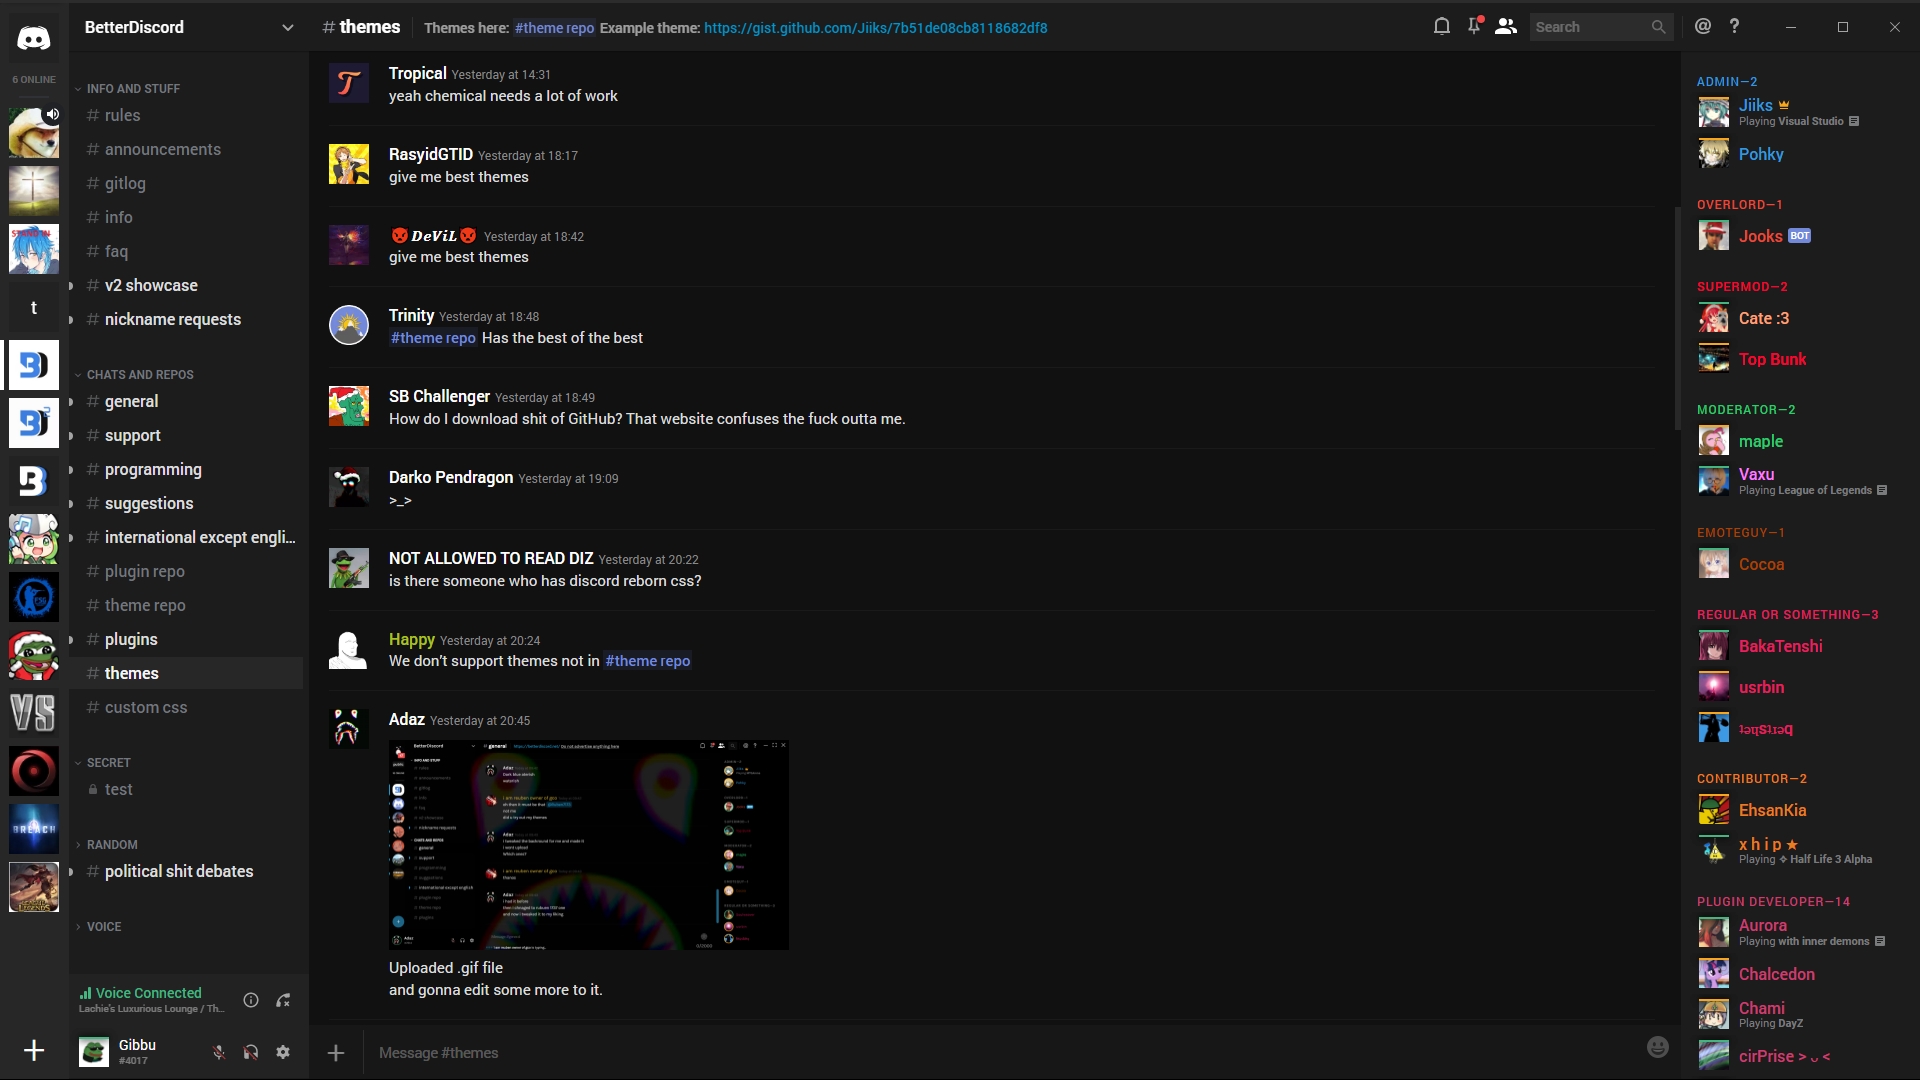 BetterDiscord
# themes
Themes here: #theme repo Example theme: https://gist.github.com/Jiiks/7b51de08cb8118682df8
Search
6 ONLINE
STAND IN
t
BREACH
LEGENDS
INFO AND STUFF
# rules
# announcements
# gitlog
# info
# faq
# v2 showcase
# nickname requests
CHATS AND REPOS
# general
# support
# programming
# suggestions
# international except engli...
# plugin repo
# theme repo
# plugins
# themes
# custom css
SECRET
test
RANDOM
# political shit debates
VOICE
Voice Connected
Lachie's Luxurious Lounge / Th...
Gibbu
#4017
Tropical Yesterday at 14:31
yeah chemical needs a lot of work
RasyidGTID Yesterday at 18:17
give me best themes
👿DeViL👿 Yesterday at 18:42
give me best themes
Trinity Yesterday at 18:48
#theme repo Has the best of the best
SB Challenger Yesterday at 18:49
How do I download shit of GitHub? That website confuses the fuck outta me.
Darko Pendragon Yesterday at 19:09
>_>
NOT ALLOWED TO READ DIZ Yesterday at 20:22
is there someone who has discord reborn css?
Happy Yesterday at 20:24
We don't support themes not in #theme repo
Adaz Yesterday at 20:45
BetterDiscord
# general
Uploaded .gif file
and gonna edit some more to it.
Message #themes
ADMIN—2
Jiiks
Playing Visual Studio
Pohky
OVERLORD—1
Jooks BOT
SUPERMOD—2
Cate :3
Top Bunk
MODERATOR—2
maple
Vaxu
Playing League of Legends
EMOTEGUY—1
Cocoa
REGULAR OR SOMETHING—3
BakaTenshi
usrbin
CONTRIBUTOR—2
EhsanKia
x h i p ★
Playing ✧ Half Life 3 Alpha
PLUGIN DEVELOPER—14
Aurora
Playing with inner demons
Chalcedon
Chami
Playing DayZ
cirPrise > ᴗ <